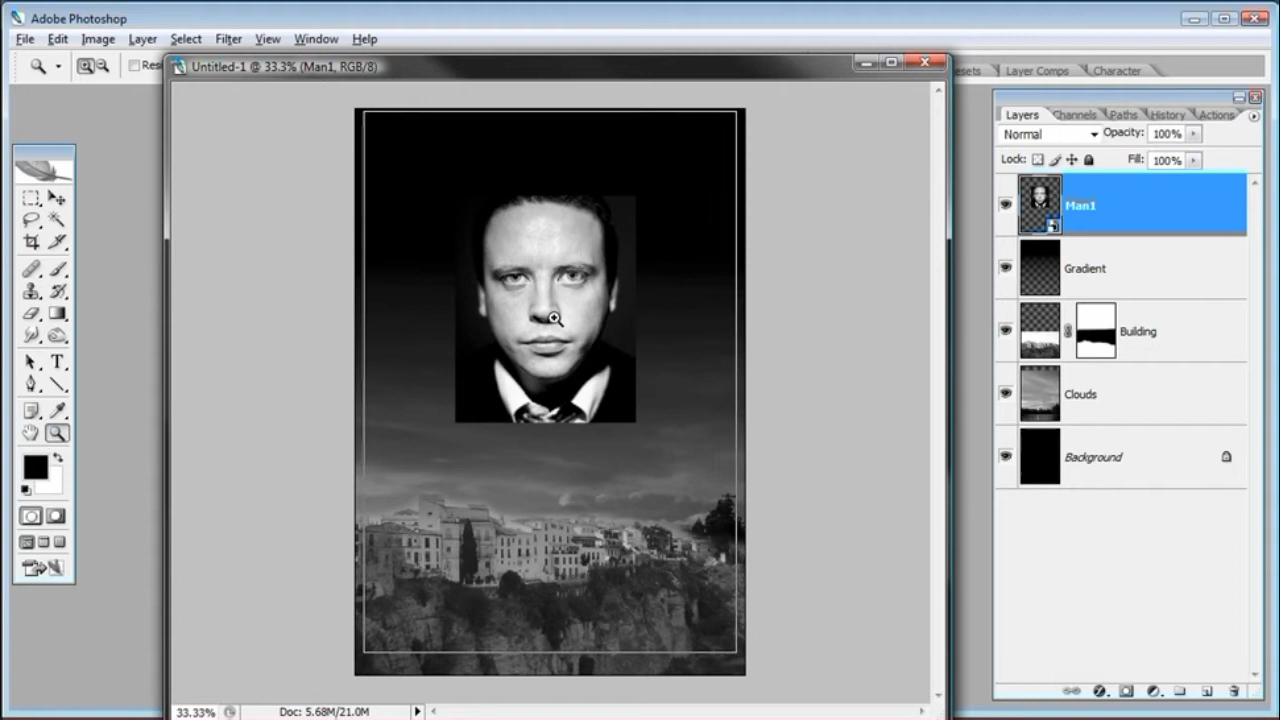 Adobe Photoshop
File Edit Image Layer Select Filter View Window Help
Untitled-1 @ 33.3% (Man1, RGB/8)
Layer Comps Character
Layers Channels Paths History Actions
Normal Opacity: 100%
Lock: Fill: 100%
Man1
Gradient
Building
Clouds
Background
T
33.33% Doc: 5.68M/21.0M